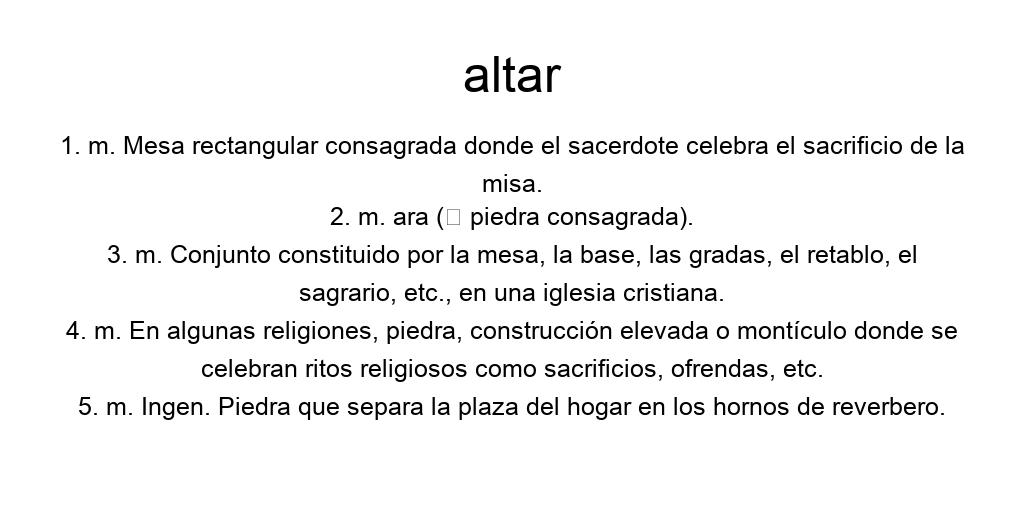 altar
1. m. Mesa rectangular consagrada donde el sacerdote celebra el sacrificio de la
misa.
2. m. ara (□ piedra consagrada).
3. m. Conjunto constituido por la mesa, la base, las gradas, el retablo, el
sagrario, etc., en una iglesia cristiana.
4. m. En algunas religiones, piedra, construcción elevada o montículo donde se
celebran ritos religiosos como sacrificios, ofrendas, etc.
5. m. Ingen. Piedra que separa la plaza del hogar en los hornos de reverbero.